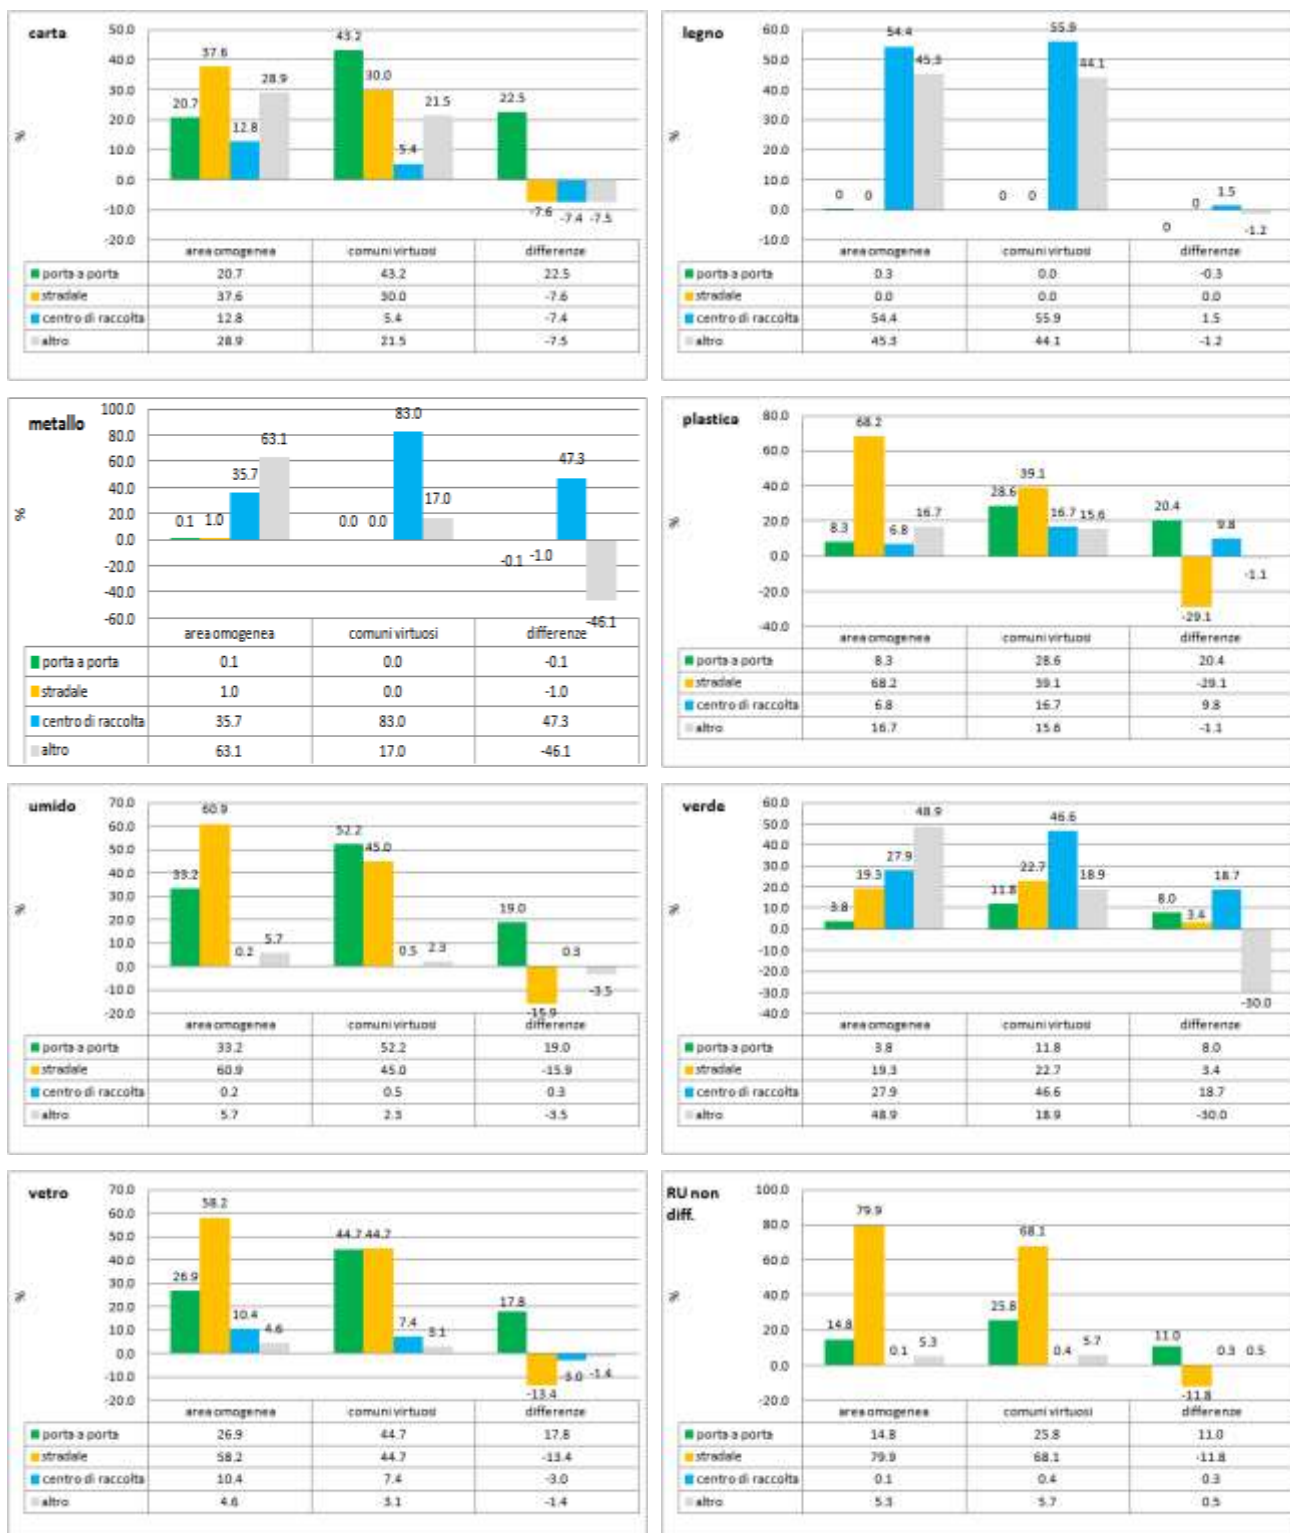 carta
50.0
40.0
30.0
20.0
10.0
0.0
-10.0
-20.0
%
20.7 37.6 12.8 28.9
43.2 30.0 5.4 21.5
22.5 -7.6 -7.4 -7.5
area omogenea comuni virtuosi differenze
porta a porta 20.7 43.2 22.5
stradale 37.6 30.0 -7.6
centro di raccolta 12.8 5.4 -7.4
altro 28.9 21.5 -7.5
legno
60.0
50.0
40.0
30.0
20.0
10.0
0.0
-10.0
%
0 0 54.4 45.3
0 0 55.9 44.1
0 0 1.5 -1.2
area omogenea comuni virtuosi differenze
porta a porta 0.3 0.0 -0.3
stradale 0.0 0.0 0.0
centro di raccolta 54.4 55.9 1.5
altro 45.3 44.1 -1.2
metallo
100.0
80.0
60.0
40.0
20.0
0.0
-20.0
-40.0
-60.0
%
0.1 1.0 35.7 63.1
0.0 0.0 83.0 17.0
-0.1 -1.0 47.3 -46.1
area omogenea comuni virtuosi differenze
porta a porta 0.1 0.0 -0.1
stradale 1.0 0.0 -1.0
centro di raccolta 35.7 83.0 47.3
altro 63.1 17.0 -46.1
plastica
80.0
60.0
40.0
20.0
0.0
-20.0
-40.0
%
8.3 68.2 6.8 16.7
28.6 39.1 16.7 15.6
20.4 -29.1 9.8 -1.1
area omogenea comuni virtuosi differenze
porta a porta 8.3 28.6 20.4
stradale 68.2 39.1 -29.1
centro di raccolta 6.8 16.7 9.8
altro 16.7 15.6 -1.1
umido
70.0
60.0
50.0
40.0
30.0
20.0
10.0
0.0
-10.0
-20.0
%
33.2 60.9 0.2 5.7
52.2 45.0 0.5 2.3
19.0 -15.9 0.3 -3.5
area omogenea comuni virtuosi differenze
porta a porta 33.2 52.2 19.0
stradale 60.9 45.0 -15.9
centro di raccolta 0.2 0.5 0.3
altro 5.7 2.3 -3.5
verde
60.0
50.0
40.0
30.0
20.0
10.0
0.0
-10.0
-20.0
-30.0
-40.0
%
3.8 19.3 27.9 48.9
11.8 22.7 46.6 18.9
8.0 3.4 18.7 -30.0
area omogenea comuni virtuosi differenze
porta a porta 3.8 11.8 8.0
stradale 19.3 22.7 3.4
centro di raccolta 27.9 46.6 18.7
altro 48.9 18.9 -30.0
vetro
70.0
60.0
50.0
40.0
30.0
20.0
10.0
0.0
-10.0
-20.0
%
26.9 58.2 10.4 4.6
44.7 44.7 7.4 3.1
17.8 -13.4 -3.0 -1.4
area omogenea comuni virtuosi differenze
porta a porta 26.9 44.7 17.8
stradale 58.2 44.7 -13.4
centro di raccolta 10.4 7.4 -3.0
altro 4.6 3.1 -1.4
RU non
diff.
100.0
80.0
60.0
40.0
20.0
0.0
-20.0
%
14.8 79.9 0.1 5.3
25.8 68.1 0.4 5.7
11.0 -11.8 0.3 0.5
area omogenea comuni virtuosi differenze
porta a porta 14.8 25.8 11.0
stradale 79.9 68.1 -11.8
centro di raccolta 0.1 0.4 0.3
altro 5.3 5.7 0.5